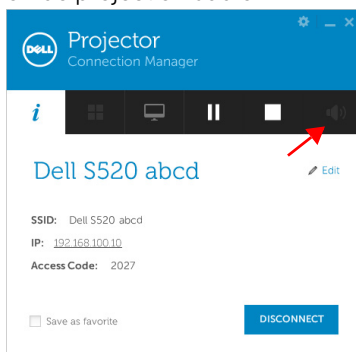 DELL
Projector
Connection Manager
i
Dell S520 abcd
Edit
SSID: Dell S520 abcd
IP: 192.168.100.10
Access Code: 2027
Save as favorite
DISCONNECT